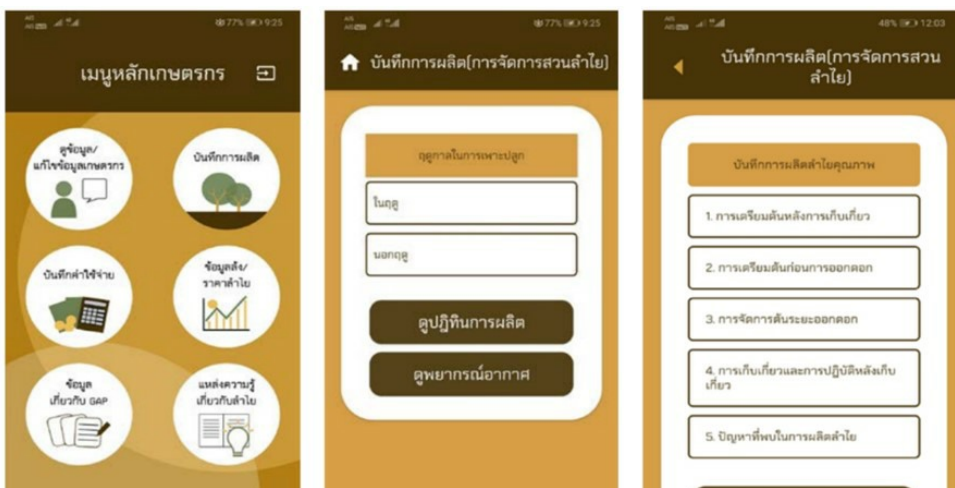 77% 9:25
เมนูหลักเกษตรกร
ดูข้อมูล/
แก้ไขข้อมูลเกษตรกร
บันทึกการผลิต
บันทึกค่าใช้จ่าย
ข้อมูลล้ง/
ราคาลำไย
ข้อมูล
เกี่ยวกับ GAP
แหล่งความรู้
เกี่ยวกับลำไย
77% 9:25
บันทึกการผลิต(การจัดการสวนลำไย)
ฤดูกาลในการเพาะปลูก
ในฤดู
นอกฤดู
ดูปฏิทินการผลิต
ดูพยากรณ์อากาศ
48% 12:03
บันทึกการผลิต(การจัดการสวน
ลำไย)
บันทึกการผลิตลำไยคุณภาพ
1. การเตรียมต้นหลังการเก็บเกี่ยว
2. การเตรียมต้นก่อนการออกดอก
3. การจัดการต้นระยะออกดอก
4. การเก็บเกี่ยวและการปฏิบัติหลังเก็บ
เกี่ยว
5. ปัญหาที่พบในการผลิตลำไย